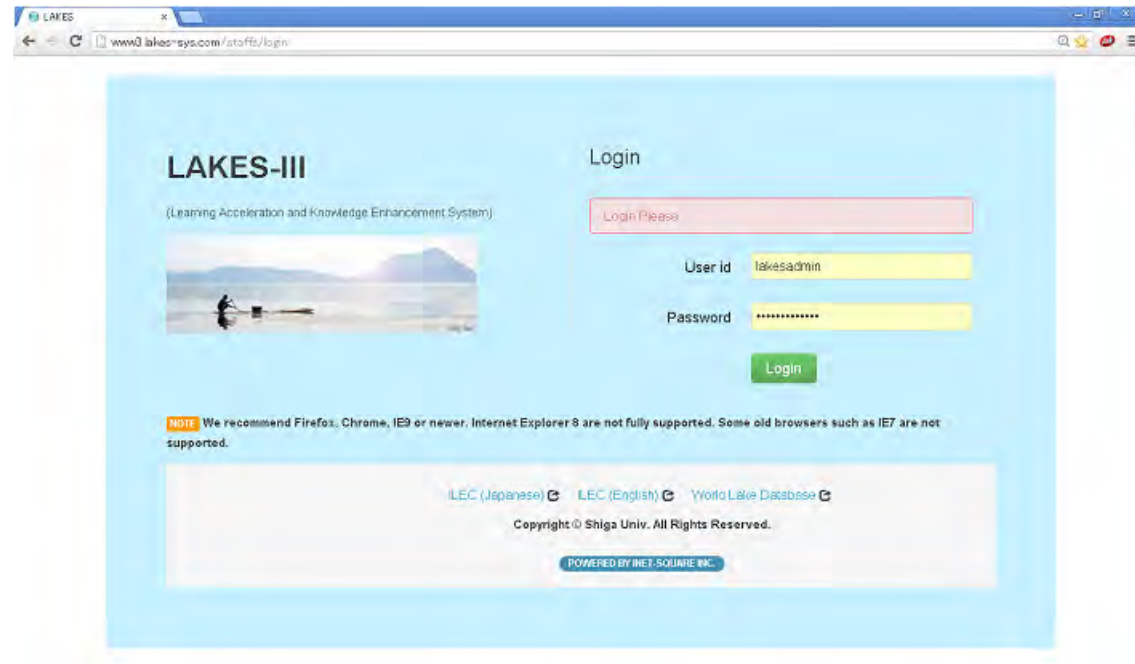 LAKES
www3.lakes-sys.com/staffs/login
LAKES-III
(Learning Acceleration and Knowledge Enhancement System)
Login
Login Please
User id
lakesadmin
Password
•••••••••••••
Login
NOTE We recommend Firefox, Chrome, IE9 or newer. Internet Explorer 8 are not fully supported. Some old browsers such as IE7 are not
supported.
ILEC (Japanese) ILEC (English) World Lake Database
Copyright © Shiga Univ. All Rights Reserved.
POWERED BY INET-SQUARE INC.